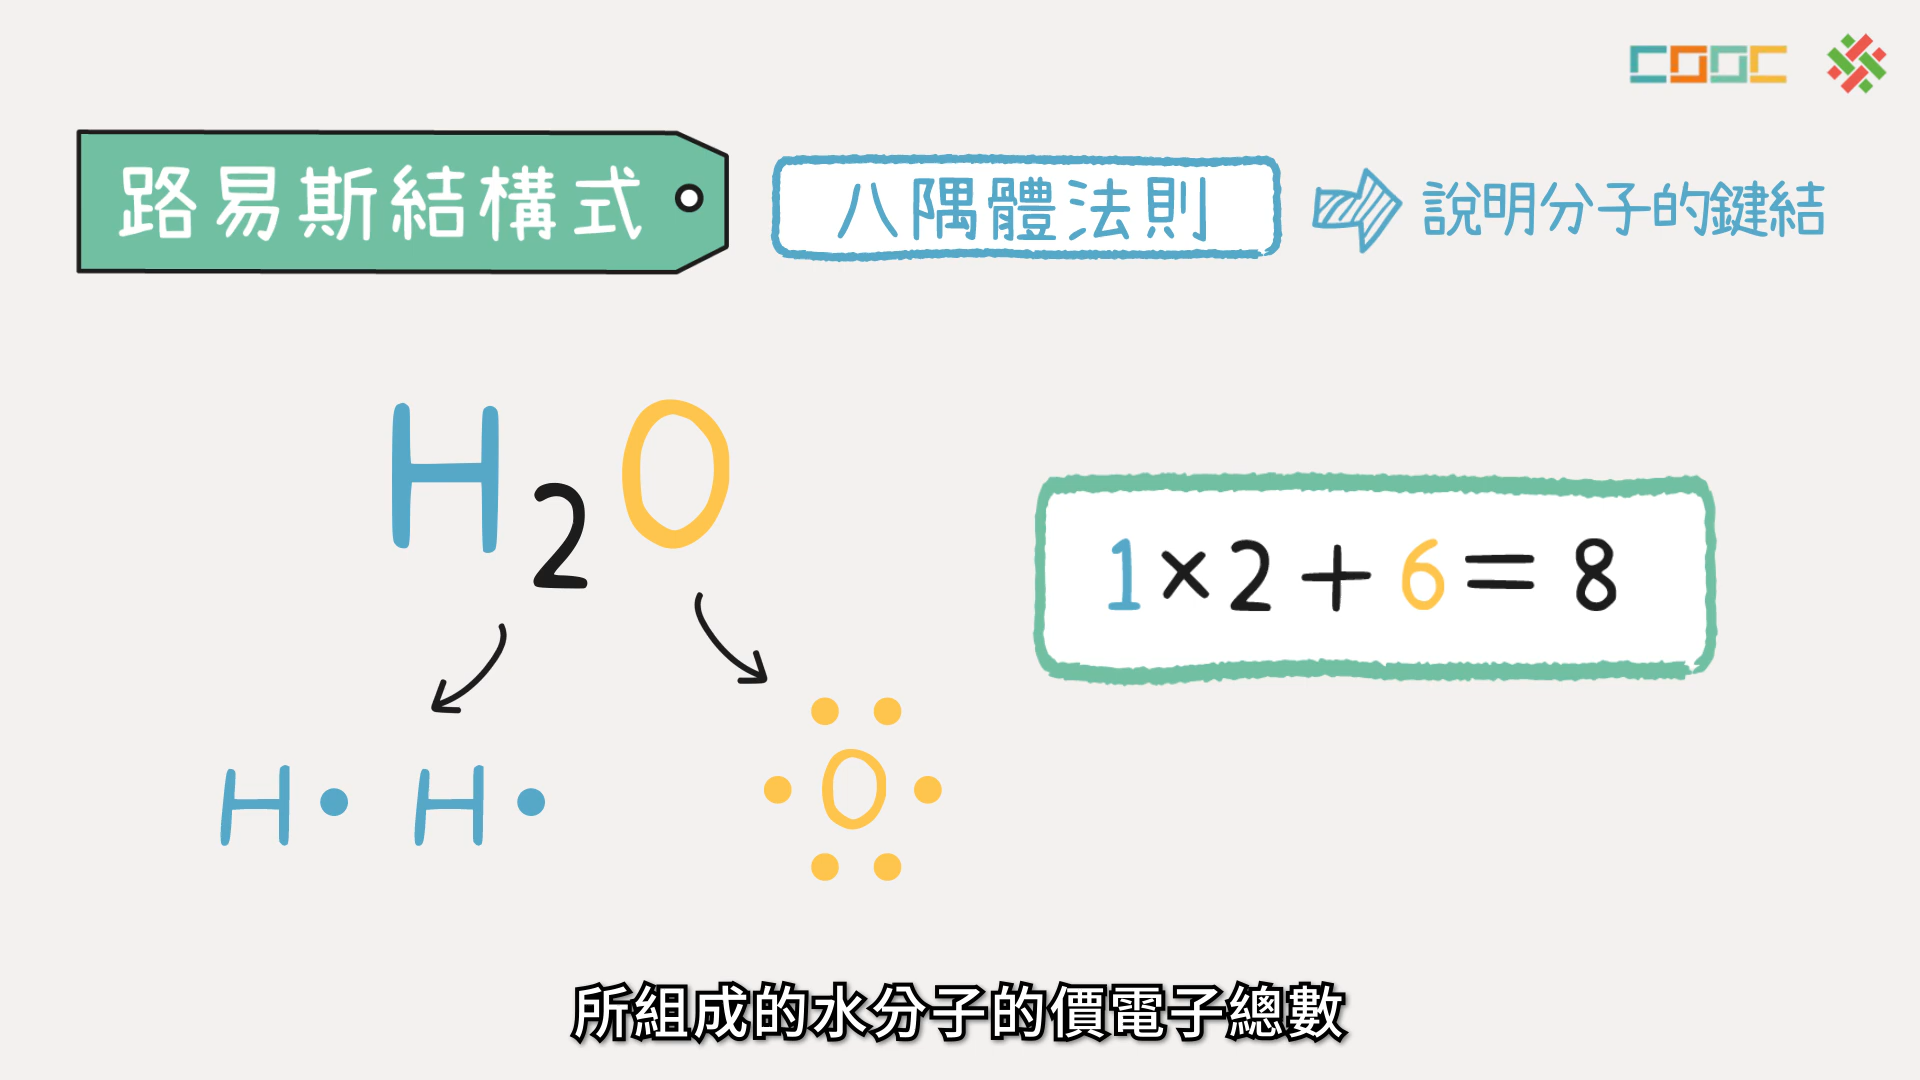 COOC
路易斯結構式
八隅體法則
說明分子的鍵結
H2O
1×2+6=8
H• H•
O
所組成的水分子的價電子總數